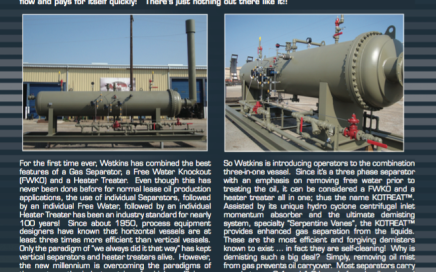 flow and pays for itself quickly! There's just nothing out there like it!!
For the first time ever, Watkins has combined the best
features of a Gas Separator, a Free Water Knockout
(FWKO) and a Heater Treater. Even though this has
never been done before for normal lease oil production
applications, the use of individual Separators, followed
by an individual Free Water, followed by an individual
Heater Treater has been an industry standard for nearly
100 years! Since about 1950, process equipment
designers have known that horizontal vessels are at
least three times more efficient than vertical vessels.
Only the paradigm of "we always did it that way" has kept
vertical separators and heater treaters alive. However,
the new millennium is overcoming the paradigms of
So Watkins is introducing operators to the combination
three-in-one vessel. Since it's a three phase separator
with an emphasis on removing free water prior to
treating the oil, it can be considered a FWKO and a
heater treater all in one; thus the name KOTREAT™.
Assisted by its unique hydro cyclone centrifugal inlet
momentum absorber and the ultimate demisting
system, specialty "Serpentine Vanes", the KOTREAT™
provides enhanced gas separation from the liquids.
These are the most efficient and forgiving demisters
known to exist… in fact they are self-cleaning! Why is
demisting such a big deal? Simply, removing oil mist
from gas prevents oil carryover. Most separators carry